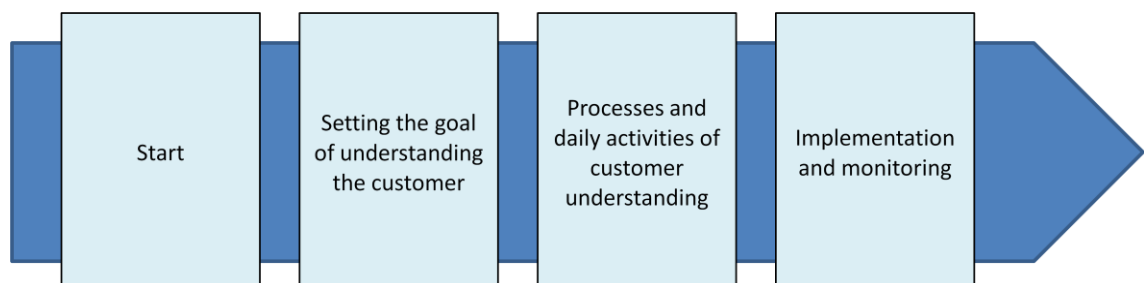 Start
Setting the goal
of understanding
the customer
Processes and
daily activities of
customer
understanding
Implementation
and monitoring